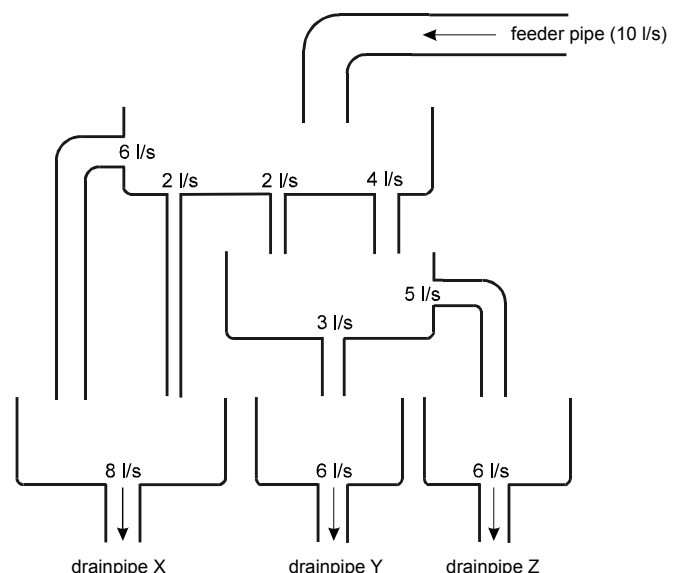 feeder pipe (10 l/s)
6 l/s
2 l/s
2 l/s
4 l/s
5 l/s
3 l/s
8 l/s
6 l/s
6 l/s
drainpipe X
drainpipe Y
drainpipe Z